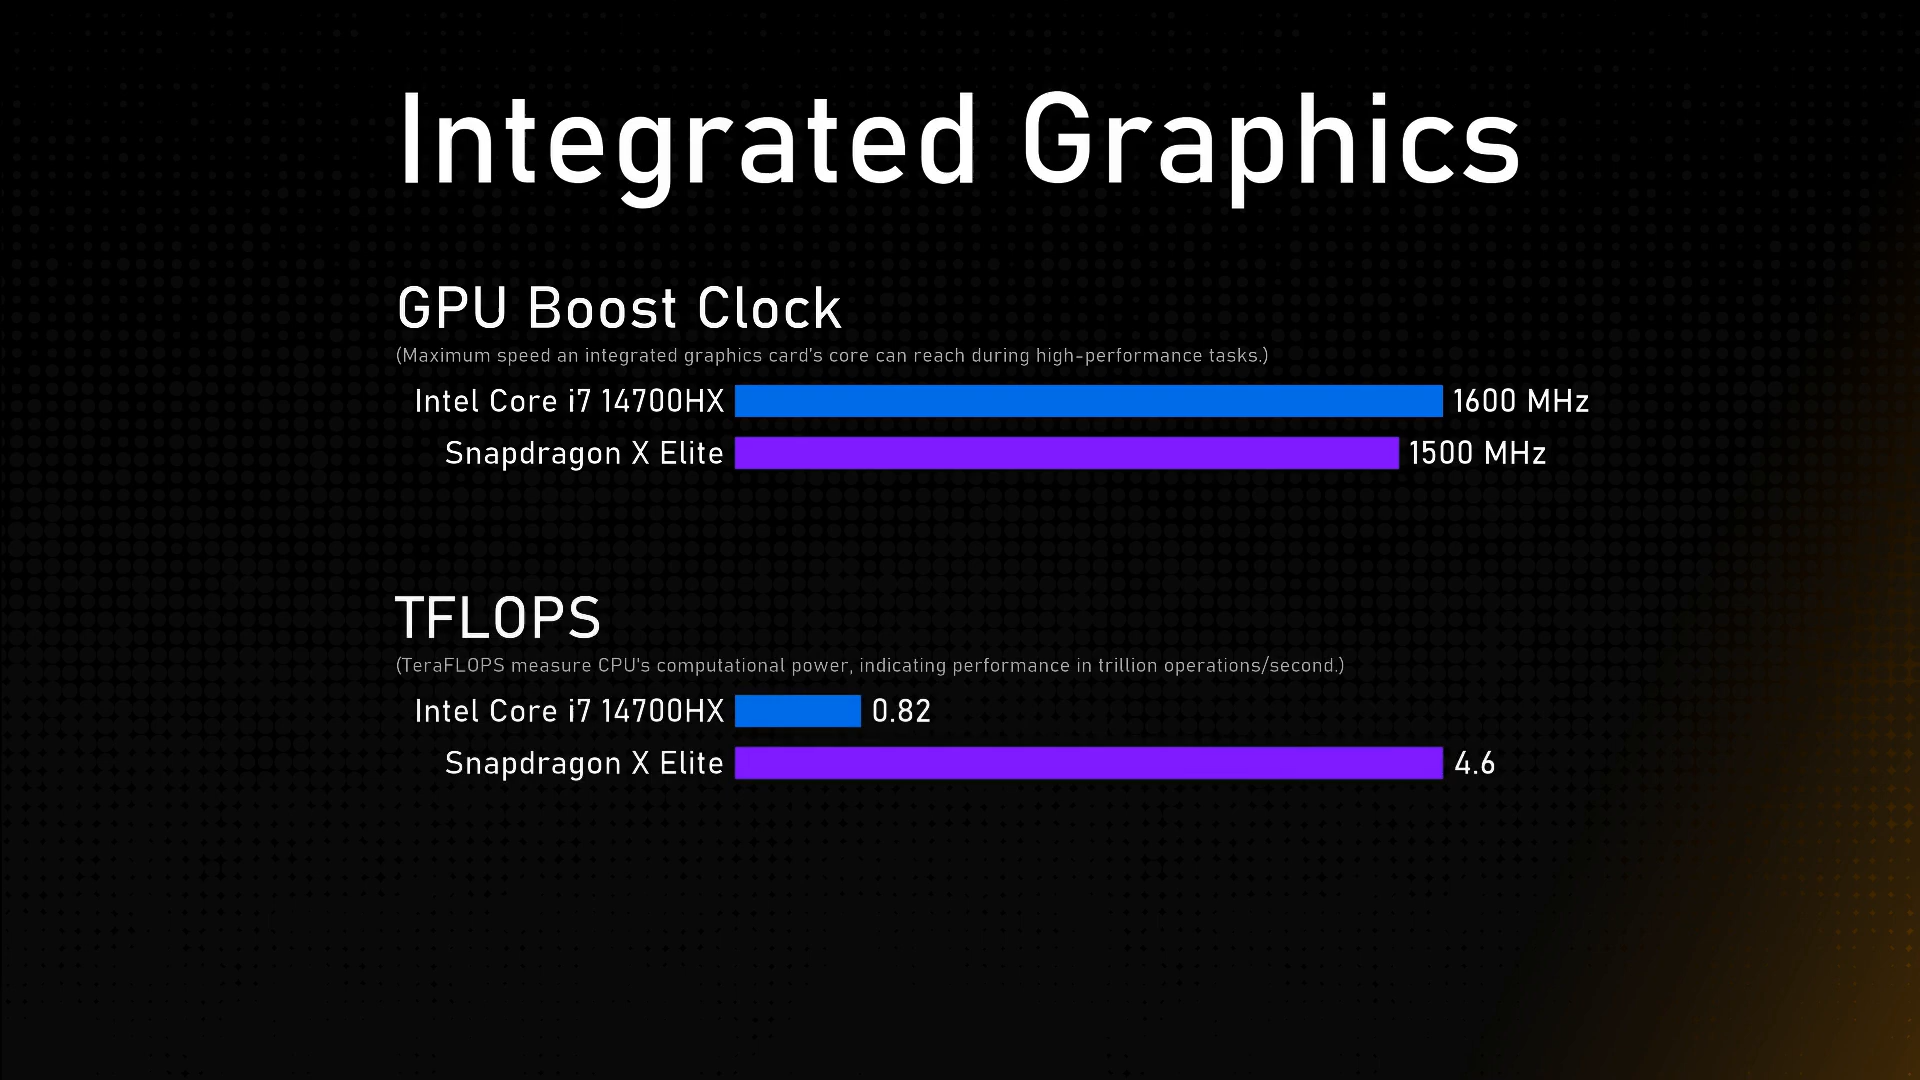 Integrated Graphics
GPU Boost Clock
(Maximum speed an integrated graphics card's core can reach during high-performance tasks.)
Intel Core i7 14700HX 1600 MHz
Snapdragon X Elite 1500 MHz
TFLOPS
(TeraFLOPS measure CPU's computational power, indicating performance in trillion operations/second.)
Intel Core i7 14700HX 0.82
Snapdragon X Elite 4.6